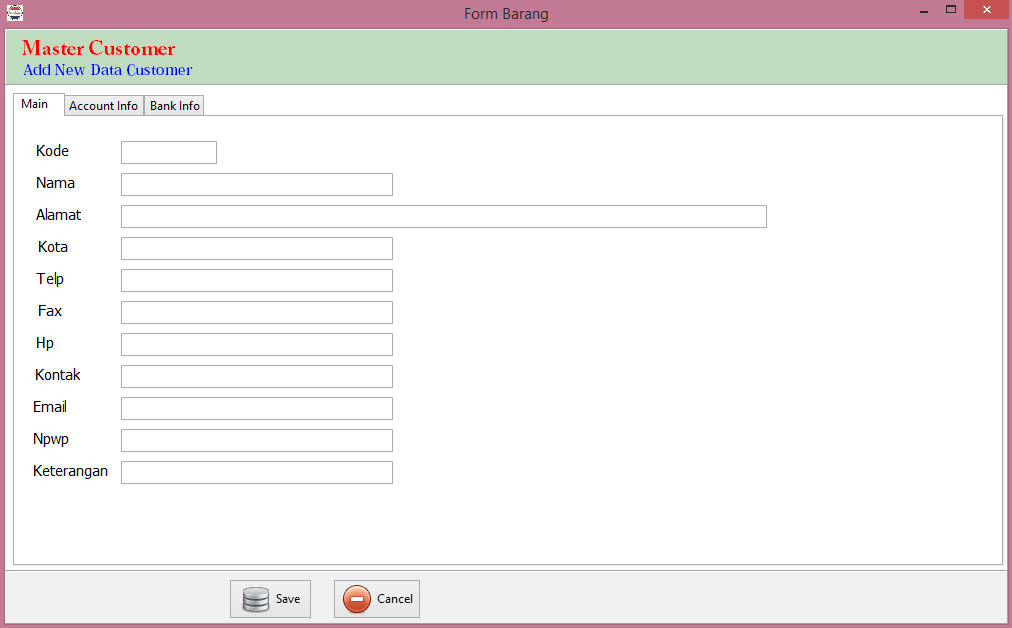 Form Barang
Master Customer
Add New Data Customer
Main Account Info Bank Info
Kode
Nama
Alamat
Kota
Telp
Fax
Hp
Kontak
Email
Npwp
Keterangan
Save Cancel